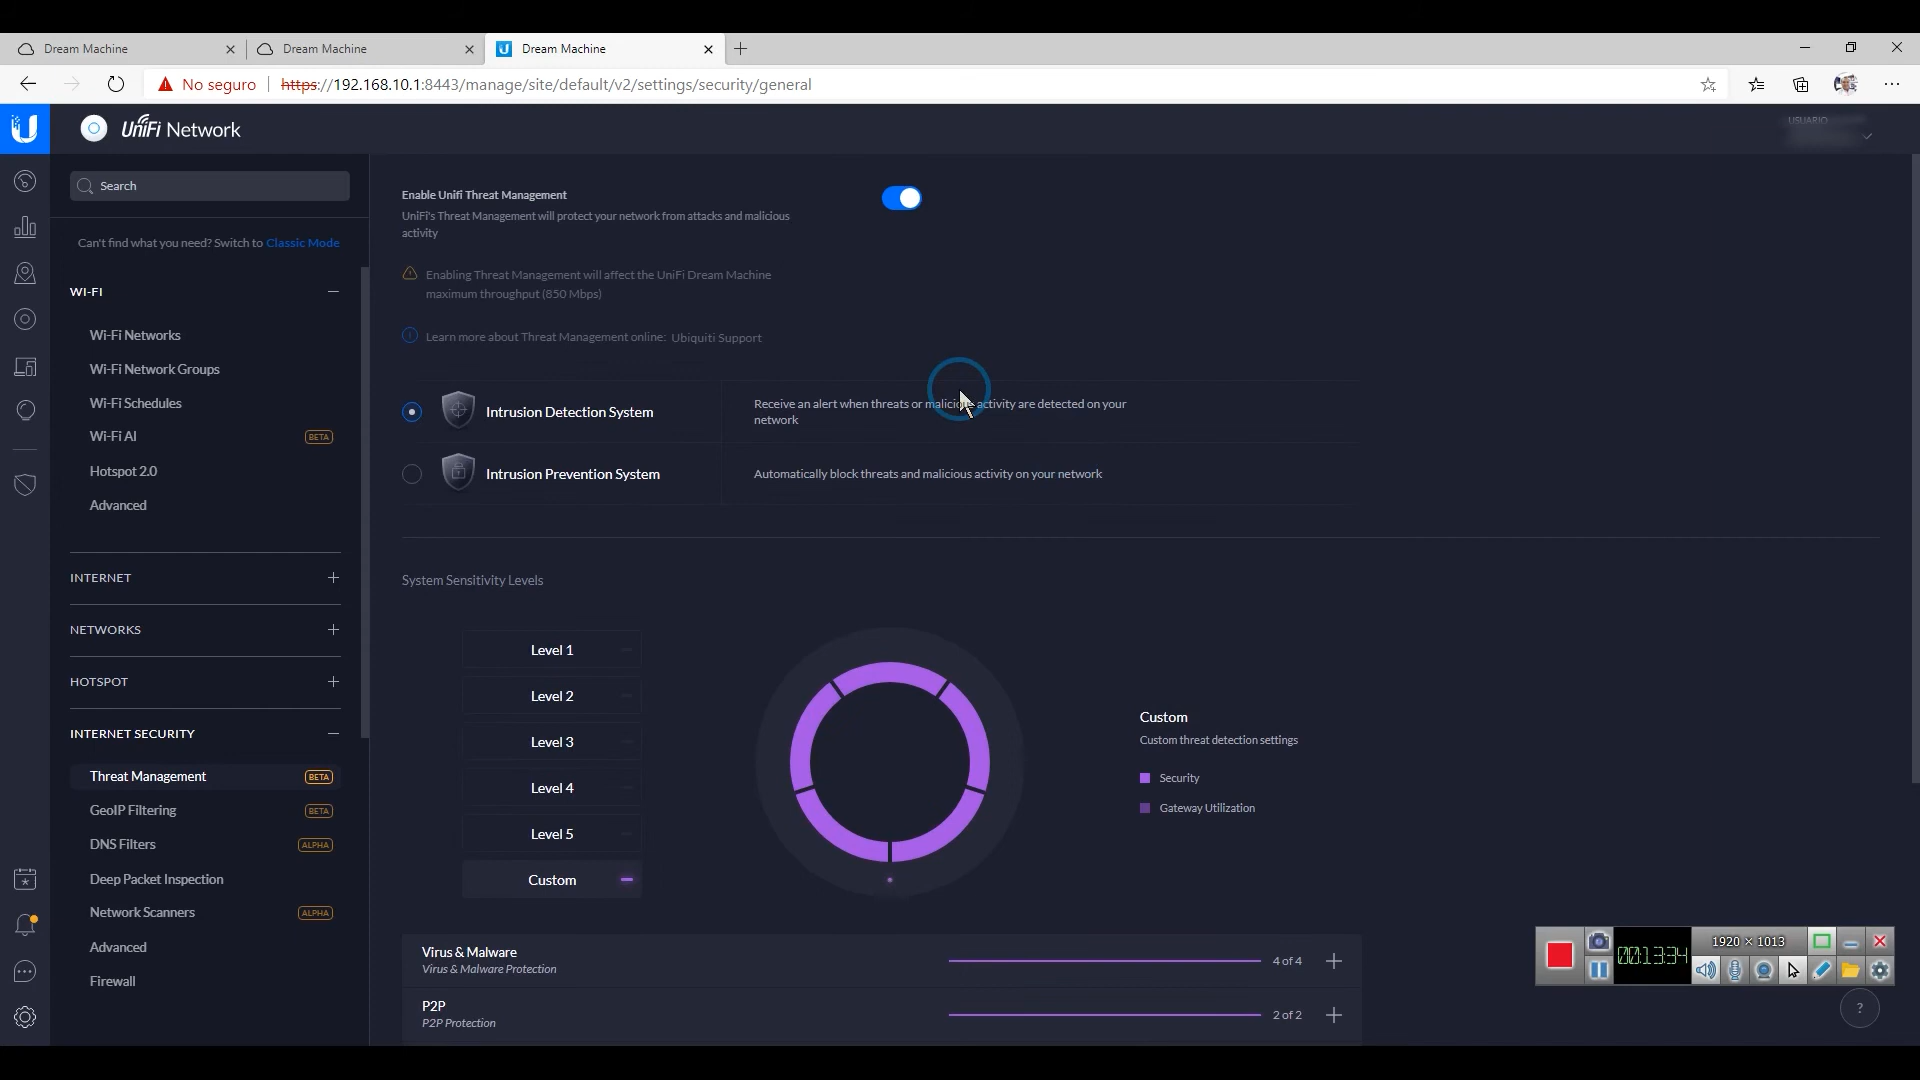 Dream Machine
Dream Machine
Dream Machine
No seguro
https://192.168.10.1:8443/manage/site/default/v2/settings/security/general
UniFi Network
USUARIO
Search
Can't find what you need? Switch to Classic Mode
WI-FI
Wi-Fi Networks
Wi-Fi Network Groups
Wi-Fi Schedules
Wi-Fi AI
BETA
Hotspot 2.0
Advanced
INTERNET
NETWORKS
HOTSPOT
INTERNET SECURITY
Threat Management
BETA
GeoIP Filtering
BETA
DNS Filters
ALPHA
Deep Packet Inspection
Network Scanners
ALPHA
Advanced
Firewall
Enable Unifi Threat Management
UniFi's Threat Management will protect your network from attacks and malicious
activity
Enabling Threat Management will affect the UniFi Dream Machine
maximum throughput (850 Mbps)
Learn more about Threat Management online: Ubiquiti Support
Intrusion Detection System
Receive an alert when threats or malicious activity are detected on your
network
Intrusion Prevention System
Automatically block threats and malicious activity on your network
System Sensitivity Levels
Level 1
Level 2
Level 3
Level 4
Level 5
Custom
Custom
Custom threat detection settings
Security
Gateway Utilization
Virus & Malware
Virus & Malware Protection
4 of 4
P2P
P2P Protection
2 of 2
1920 × 1013
00:13:34
?